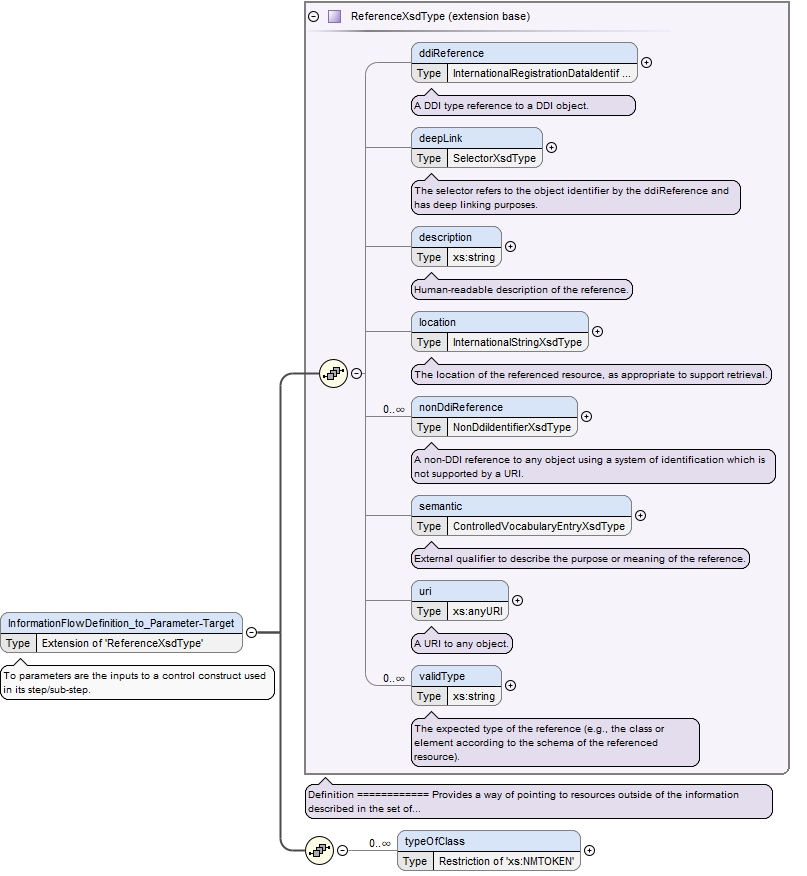 ReferenceXsdType (extension base)
ddiReference
Type InternationalRegistrationDataIdentif ...
A DDI type reference to a DDI object.
deepLink
Type SelectorXsdType
The selector refers to the object identifier by the ddiReference and
has deep linking purposes.
description
Type xs:string
Human-readable description of the reference.
location
Type InternationalStringXsdType
The location of the referenced resource, as appropriate to support retrieval.
0..∞ nonDdiReference
Type NonDdiIdentifierXsdType
A non-DDI reference to any object using a system of identification which is
not supported by a URI.
semantic
Type ControlledVocabularyEntryXsdType
External qualifier to describe the purpose or meaning of the reference.
uri
Type xs:anyURI
A URI to any object.
0..∞ validType
Type xs:string
The expected type of the reference (e.g., the class or
element according to the schema of the referenced
resource).
InformationFlowDefinition_to_Parameter-Target
Type Extension of 'ReferenceXsdType'
To parameters are the inputs to a control construct used
in its step/sub-step.
Definition ============ Provides a way of pointing to resources outside of the information
described in the set of...
0..∞ typeOfClass
Type Restriction of 'xs:NMTOKEN'